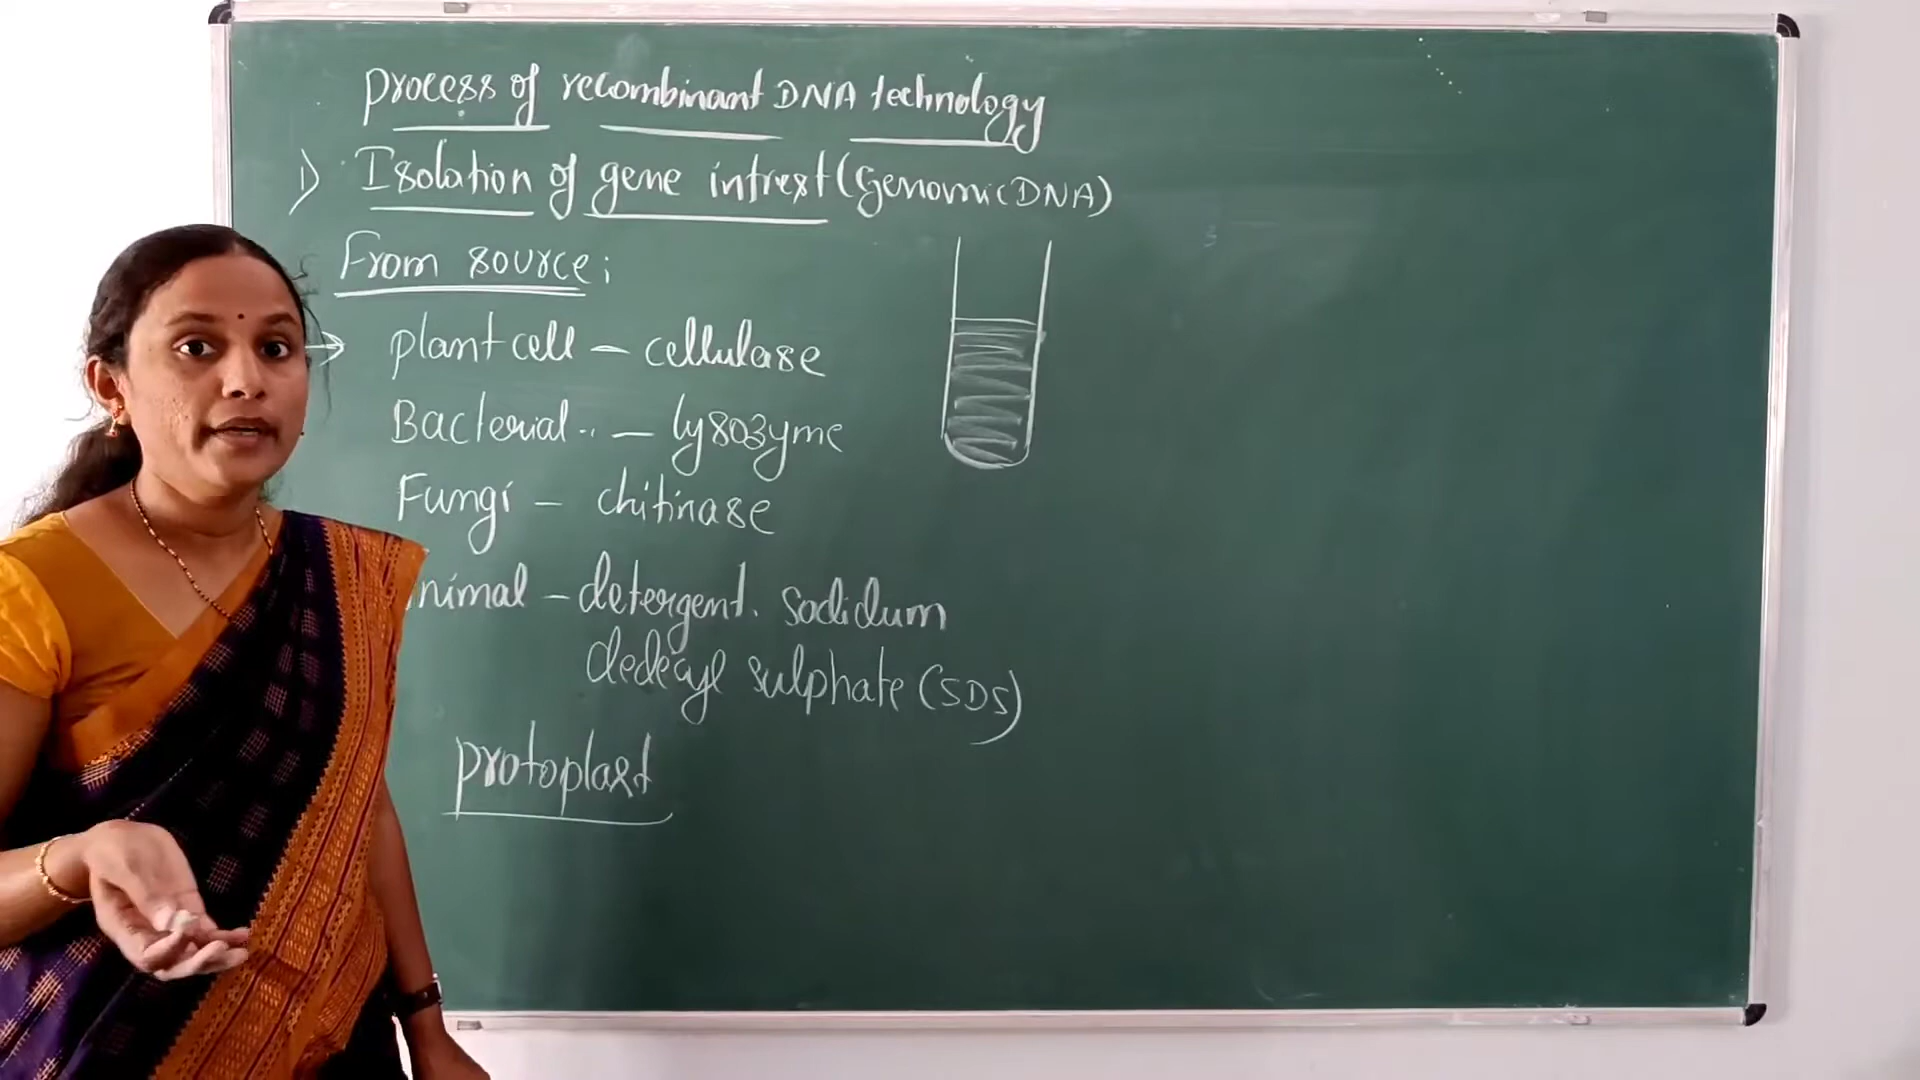 process of recombinant DNA technology
1) Isolation of gene intrest (Genomic DNA)
From source:
→ plant cell - cellulase
Bacterial ·· - lysozyme
Fungi - chitinase
nimal - detergent. Sodidum
dedecyl sulphate (SDS)
protoplast